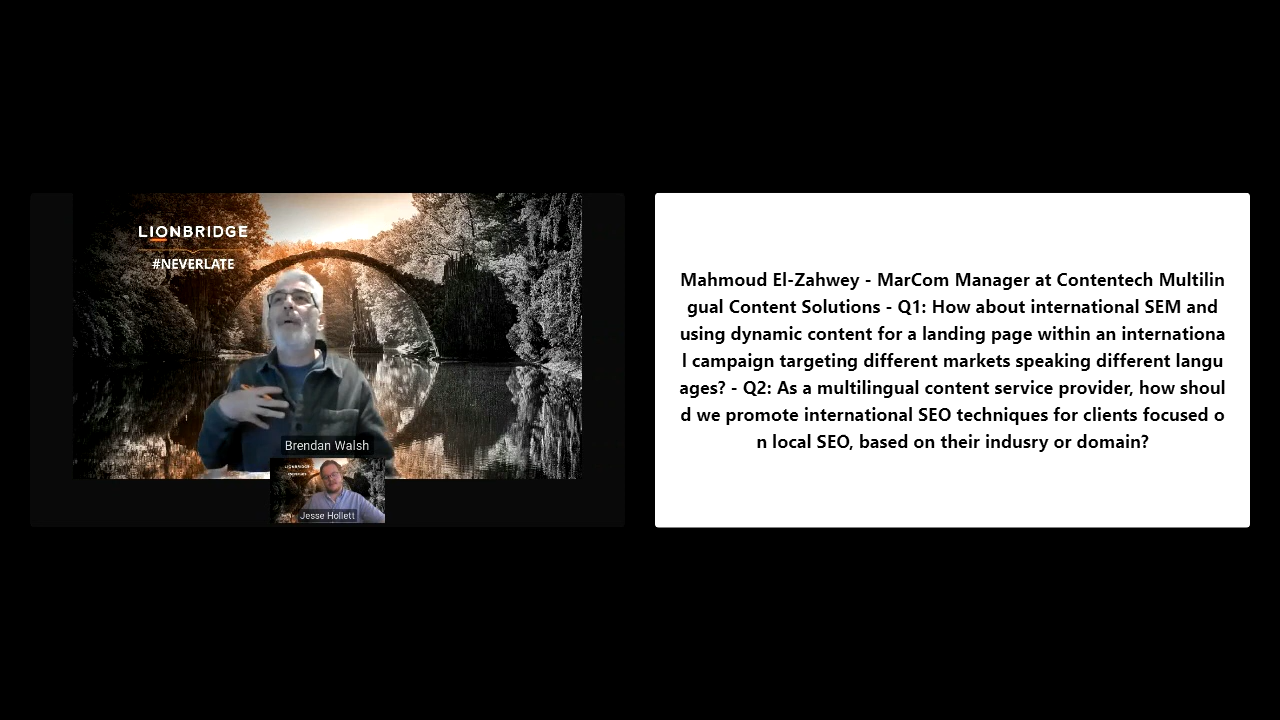 LIONBRIDGE
#NEVERLATE
Brendan Walsh
LIONBRIDGE
Jesse Hollett
Mahmoud El-Zahwey - MarCom Manager at Contentech Multilin
gual Content Solutions - Q1: How about international SEM and
using dynamic content for a landing page within an internationa
l campaign targeting different markets speaking different langu
ages? - Q2: As a multilingual content service provider, how shoul
d we promote international SEO techniques for clients focused o
n local SEO, based on their indusry or domain?